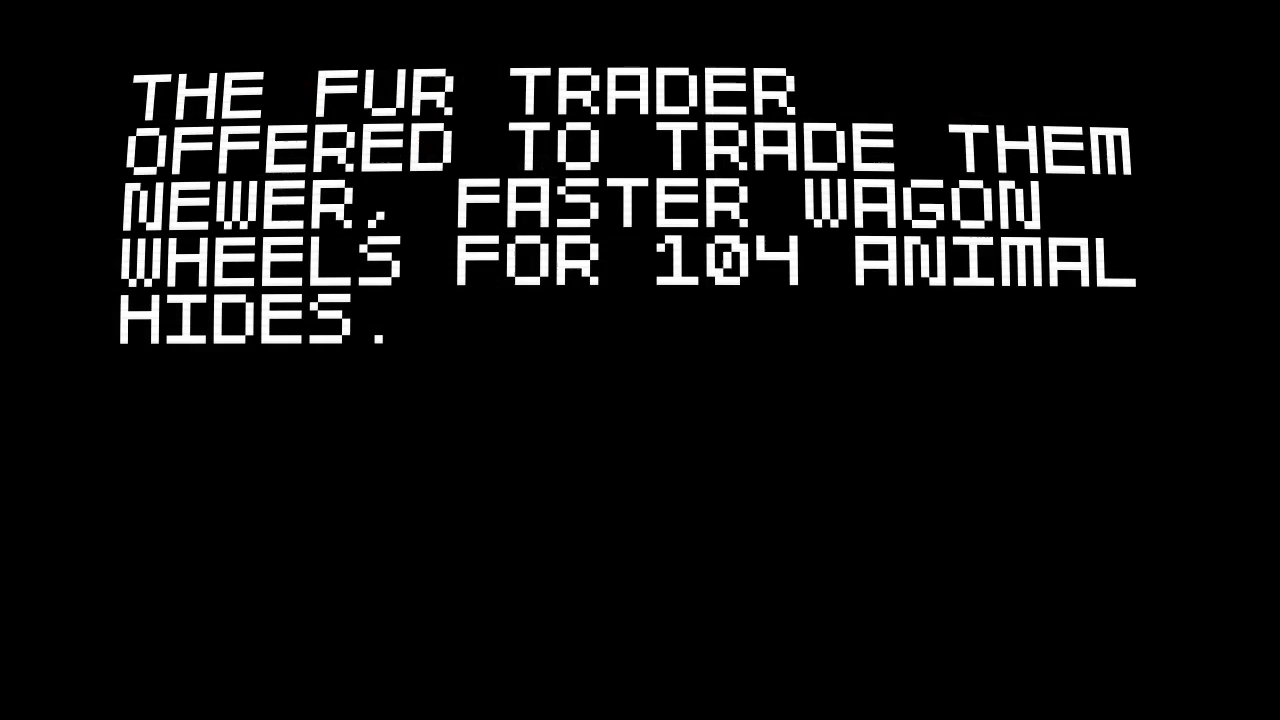 THE FUR TRADER
OFFERED TO TRADE THEM
NEWER, FASTER WAGON
WHEELS FOR 104 ANIMAL
HIDES.